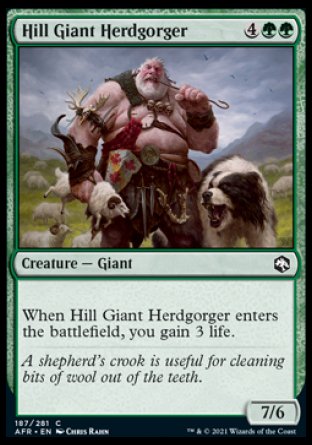 Hill Giant Herdgorger 4
Creature — Giant
When Hill Giant Herdgorger enters
the battlefield, you gain 3 life.
A shepherd's crook is useful for cleaning
bits of wool out of the teeth.
7/6
187/281 C
AFR • EN Chris Rahn
™ & © 2021 Wizards of the Coast